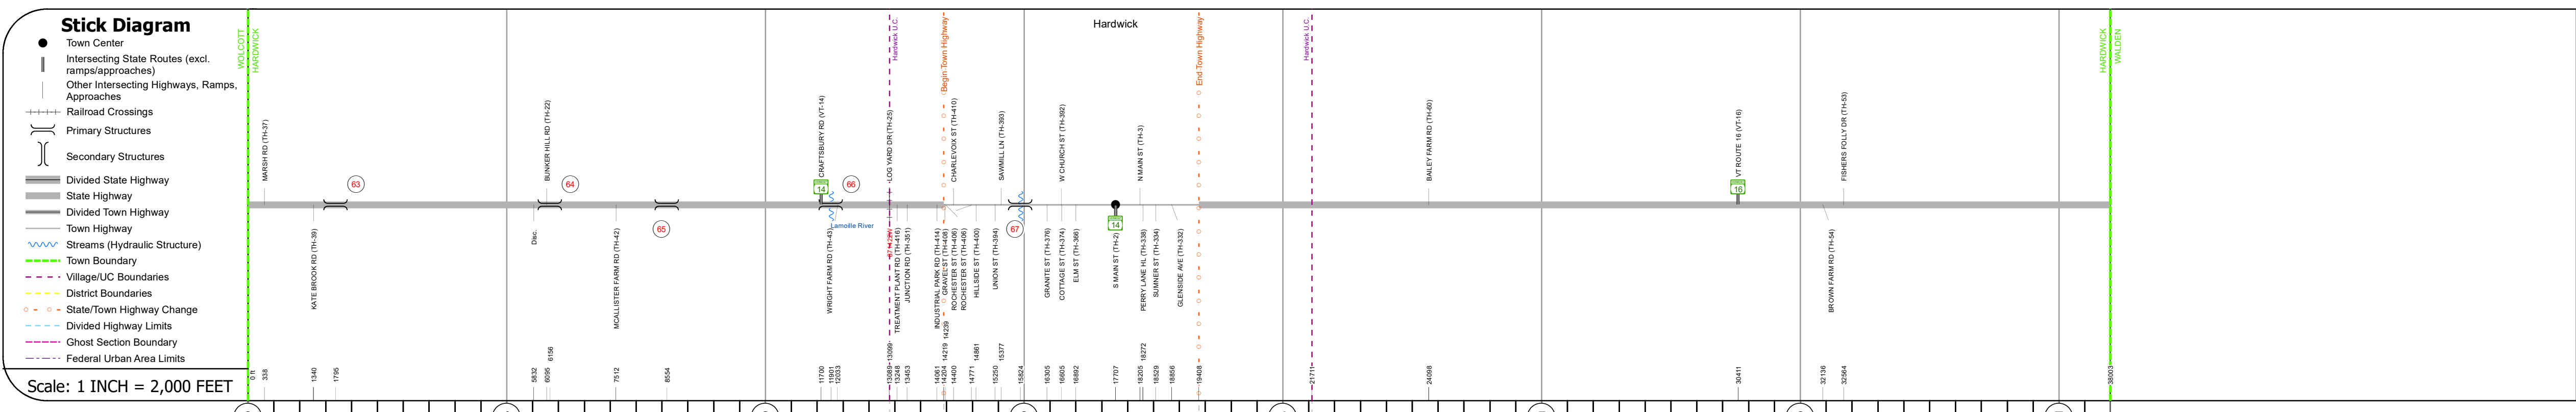 Stick Diagram
Town Center
Intersecting State Routes (excl.
ramps/approaches)
Other Intersecting Highways, Ramps,
Approaches
Railroad Crossings
Primary Structures
Secondary Structures
Divided State Highway
State Highway
Divided Town Highway
Town Highway
Streams (Hydraulic Structure)
Town Boundary
Village/UC Boundaries
District Boundaries
State/Town Highway Change
Divided Highway Limits
Ghost Section Boundary
Federal Urban Area Limits
Scale: 1 INCH = 2,000 FEET
WOLCOTT
HARDWICK
Hardwick U.C.
Begin Town Highway
Hardwick
End Town Highway
Hardwick U.C.
HARDWICK
WALDEN
MARSH RD (TH-37)
BUNKER HILL RD (TH-22)
CRAFTSBURY RD (VT-14)
LOG YARD DR (TH-25)
CHARLEVOIX ST (TH-410)
SAWMILL LN (TH-393)
W CHURCH ST (TH-392)
N MAIN ST (TH-3)
BAILEY FARM RD (TH-60)
VT ROUTE 16 (VT-16)
FISHERS FOLLY DR (TH-53)
63
64
14
66
16
65
67
14
Lamoille River
KATE BROOK RD (TH-39)
Disc.
MCALLISTER FARM RD (TH-42)
WRIGHT FARM RD (TH-43)
TREATMENT PLANT RD (TH-416)
JUNCTION RD (TH-351)
INDUSTRIAL PARK RD (TH-414)
GRAVEL ST (TH-408)
ROCHESTER ST (TH-406)
ROCHESTER ST (TH-406)
HILLSIDE ST (TH-400)
UNION ST (TH-394)
GRANITE ST (TH-376)
COTTAGE ST (TH-374)
ELM ST (TH-366)
S MAIN ST (TH-2)
PERRY LANE HL (TH-338)
SUMNER ST (TH-334)
GLENSIDE AVE (TH-332)
BROWN FARM RD (TH-54)
0 ft
338
1340
1795
5832
6095
6156
7512
8554
11700
11901
12033
13089
13099
13248
13453
14061
14204
14219
14239
14400
14771
14861
15250
15377
15824
16305
16605
16892
17707
18205
18272
18529
18856
19408
21711
24098
30411
32136
32564
38003